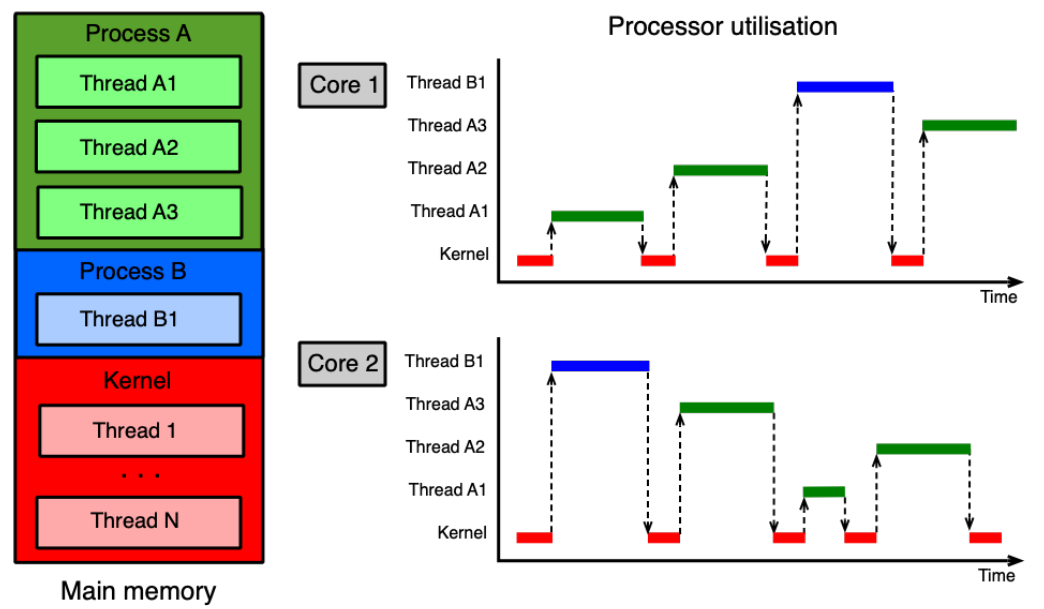 Process A
Thread A1
Thread A2
Thread A3
Process B
Thread B1
Kernel
Thread 1
. . .
Thread N
Main memory
Processor utilisation
Core 1
Thread B1
Thread A3
Thread A2
Thread A1
Kernel
Time
Core 2
Thread B1
Thread A3
Thread A2
Thread A1
Kernel
Time